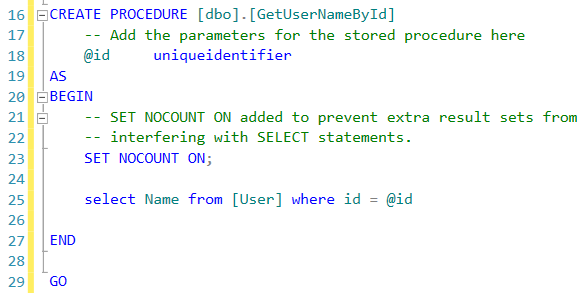 16 CREATE PROCEDURE [dbo].[GetUserNameById]
17     -- Add the parameters for the stored procedure here
18     @id     uniqueidentifier
19 AS
20 BEGIN
21     -- SET NOCOUNT ON added to prevent extra result sets from
22     -- interfering with SELECT statements.
23     SET NOCOUNT ON;
24
25     select Name from [User] where id = @id
26
27 END
28
29 GO